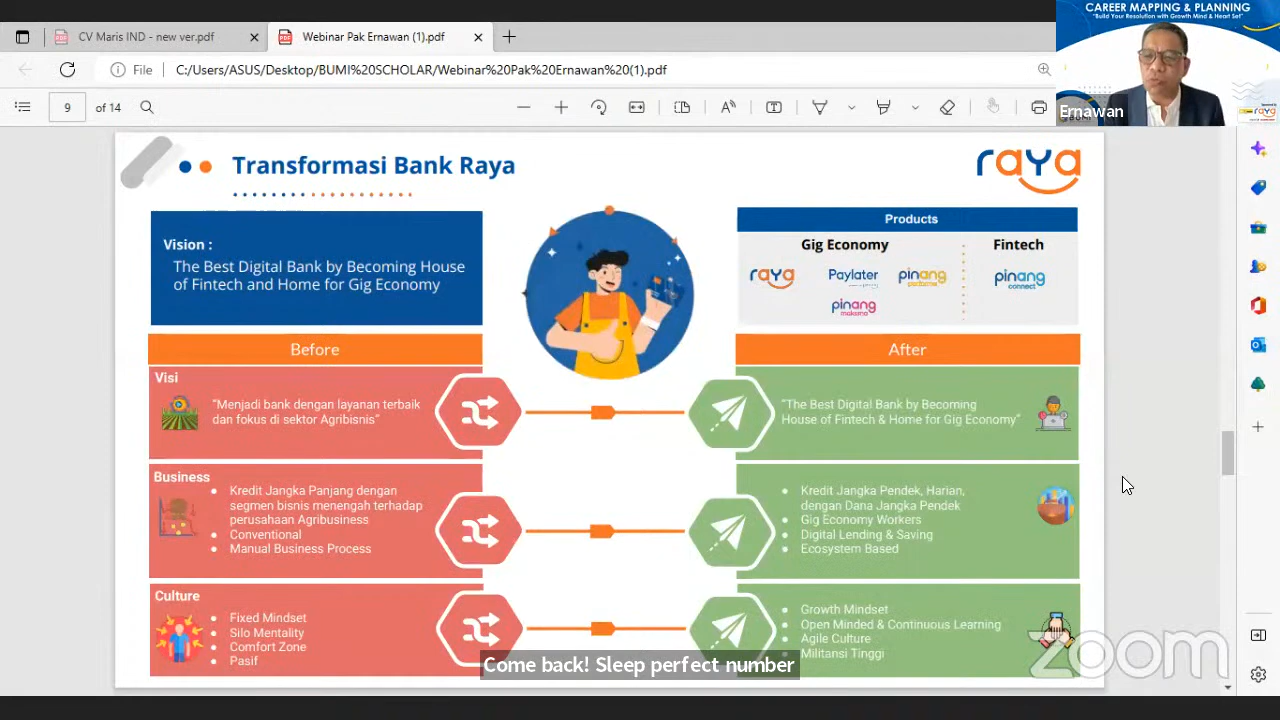 CAREER MAPPING & PLANNING
"Build Your Resolution with Growth Mind & Heart Set"
CV Maris IND - new ver.pdf
Webinar Pak Ernawan (1).pdf
File
C:/Users/ASUS/Desktop/BUMI%20SCHOLAR/Webinar%20Pak%20Ernawan%20(1).pdf
Ernawan
raya
9
of 14
Transformasi Bank Raya
raya
Vision :
The Best Digital Bank by Becoming House
of Fintech and Home for Gig Economy
Products
Gig Economy
Fintech
raya
Paylater
pinang
performa
pinang
connect
pinang
maksima
Before
After
Visi
"Menjadi bank dengan layanan terbaik
dan fokus di sektor Agribisnis"
"The Best Digital Bank by Becoming
House of Fintech & Home for Gig Economy"
Business
Kredit Jangka Panjang dengan
segmen bisnis menengah terhadap
perusahaan Agribusiness
Conventional
Manual Business Process
Kredit Jangka Pendek, Harian,
dengan Dana Jangka Pendek
Gig Economy Workers
Digital Lending & Saving
Ecosystem Based
Culture
Fixed Mindset
Silo Mentality
Comfort Zone
Pasif
Growth Mindset
Open Minded & Continuous Learning
Agile Culture
Militansi Tinggi
zoom
Come back! Sleep perfect number